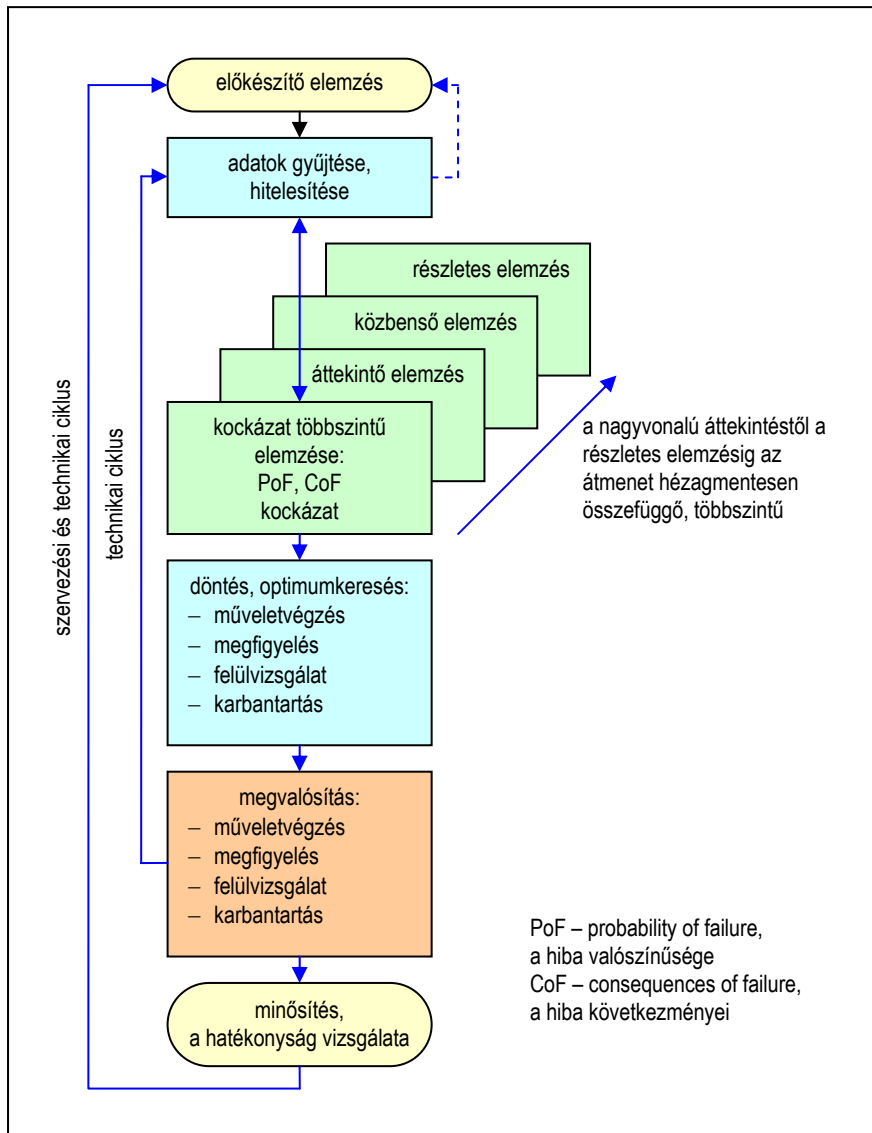 előkészítő elemzés
adatok gyűjtése,
hitelesítése
részletes elemzés
közbenső elemzés
áttekintő elemzés
kockázat többszintű
elemzése:
PoF, CoF
kockázat
a nagyvonalú áttekintéstől a
részletes elemzésig az
átmenet hézagmentesen
összefüggő, többszintű
szervezési és technikai ciklus
technikai ciklus
döntés, optimumkeresés:
– műveletvégzés
– megfigyelés
– felülvizsgálat
– karbantartás
megvalósítás:
– műveletvégzés
– megfigyelés
– felülvizsgálat
– karbantartás
PoF – probability of failure,
a hiba valószínűsége
CoF – consequences of failure,
a hiba következményei
minősítés,
a hatékonyság vizsgálata